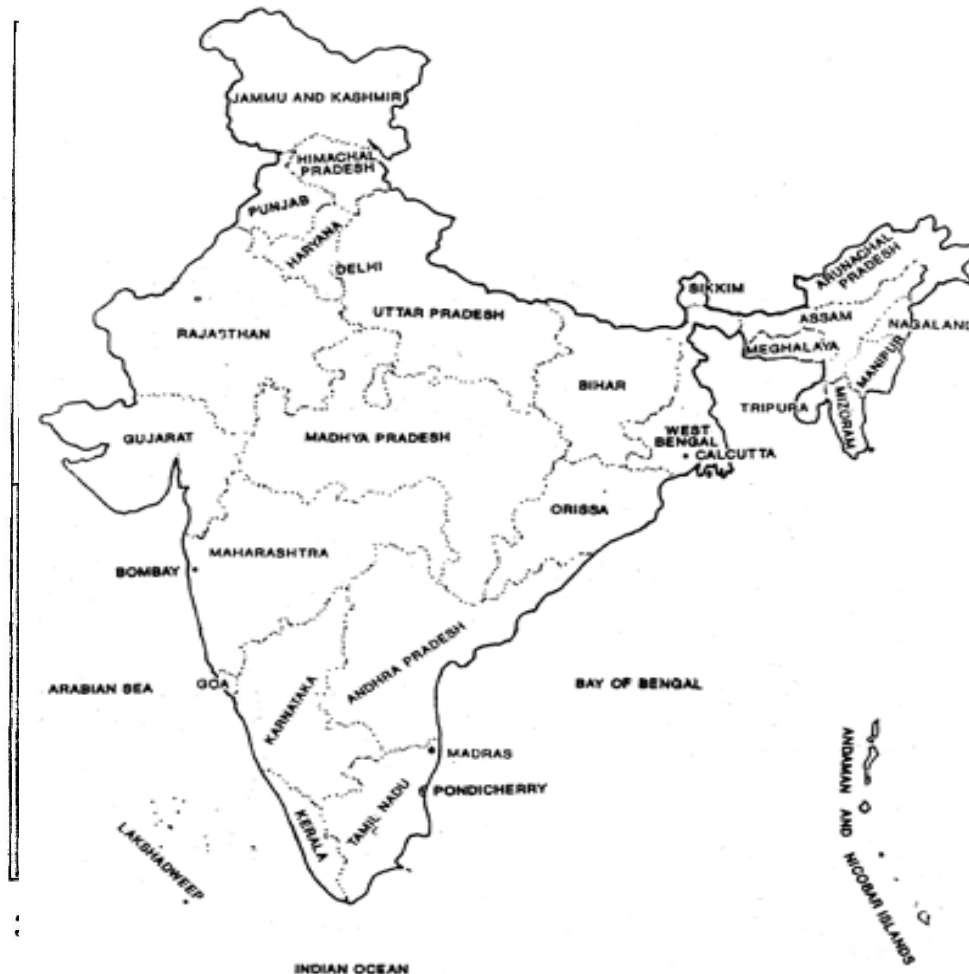 JAMMU AND KASHMIR
HIMACHAL
PRADESH
PUNJAB
HARYANA
DELHI
UTTAR PRADESH
RAJASTHAN
SIKKIM
ARUNACHAL
PRADESH
ASSAM
NAGALAND
MEGHALAYA
MANIPUR
BIHAR
TRIPURA
MIZORAM
WEST
BENGAL
CALCUTTA
GUJARAT
MADHYA PRADESH
ORISSA
MAHARASHTRA
BOMBAY
ANDHRA PRADESH
ARABIAN SEA
GOA
KARNATAKA
BAY OF BENGAL
MADRAS
PONDICHERRY
TAMIL NADU
KERALA
LAKSHADWEEP
ANDAMAN AND NICOBAR ISLANDS
INDIAN OCEAN